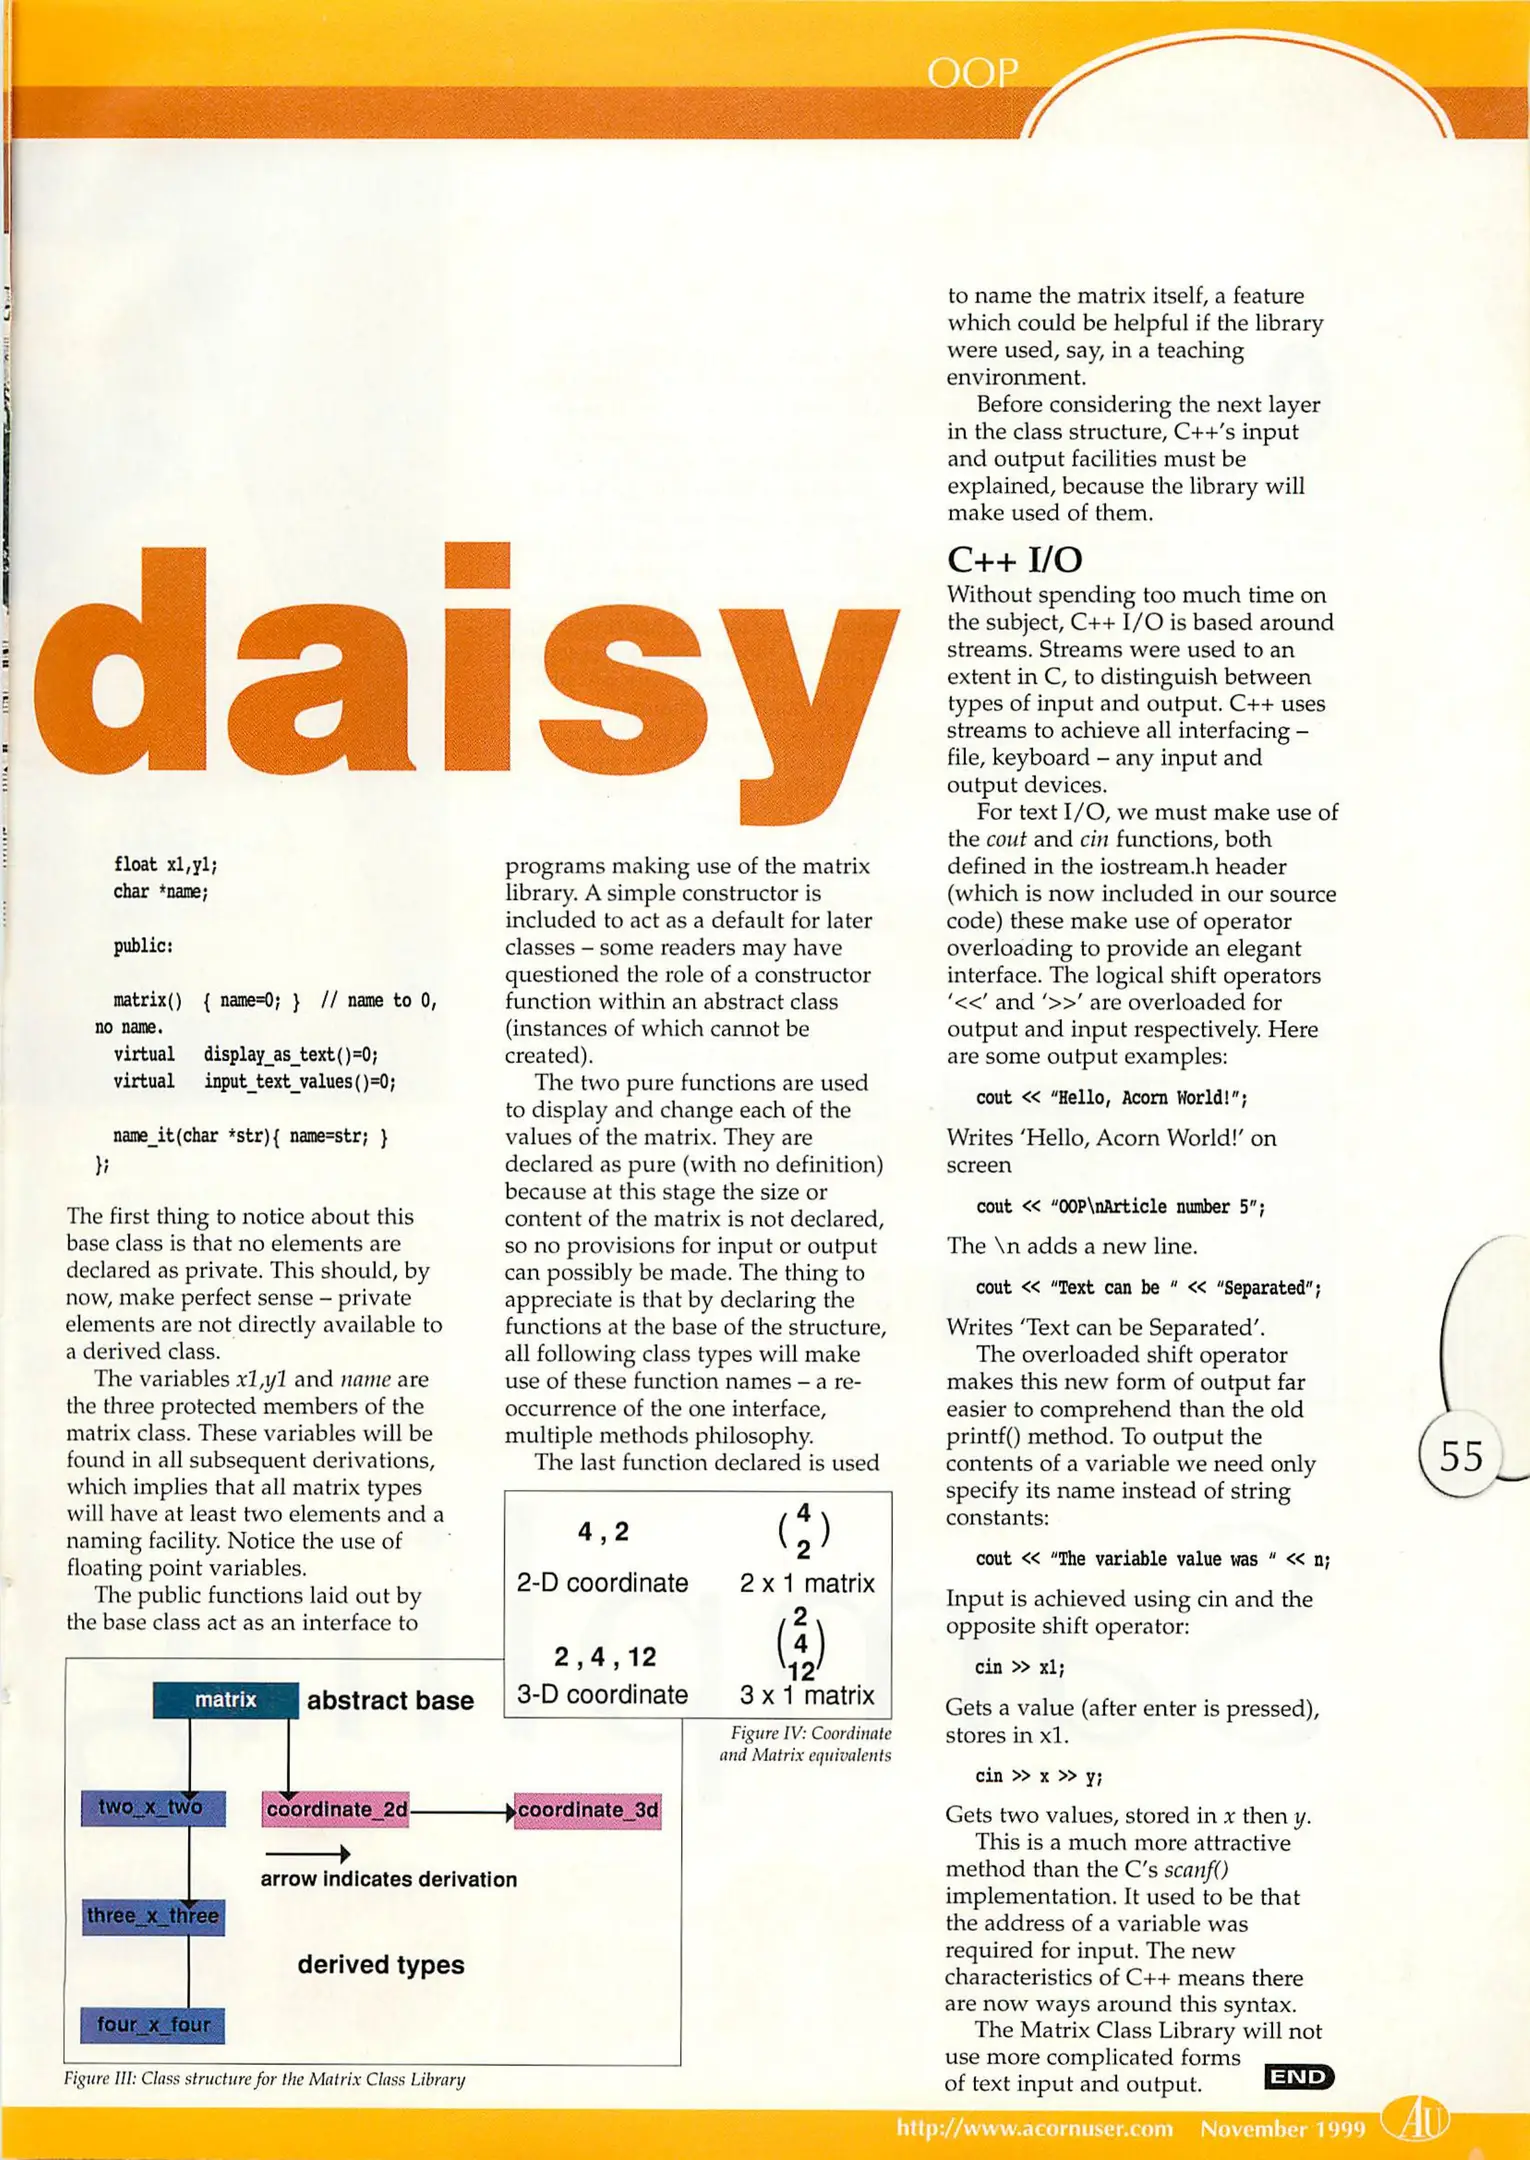 OOP
daisy
float x1,y1;
char *name;
public:
matrix() { name=0; } // name to 0,
no name.
virtual display_as_text()=0;
virtual input_text_values()=0;
name_it(char *str){ name=str; }
};
The first thing to notice about this
base class is that no elements are
declared as private. This should, by
now, make perfect sense – private
elements are not directly available to
a derived class.
The variables x1,y1 and name are
the three protected members of the
matrix class. These variables will be
found in all subsequent derivations,
which implies that all matrix types
will have at least two elements and a
naming facility. Notice the use of
floating point variables.
The public functions laid out by
the base class act as an interface to
programs making use of the matrix
library. A simple constructor is
included to act as a default for later
classes – some readers may have
questioned the role of a constructor
function within an abstract class
(instances of which cannot be
created).
The two pure functions are used
to display and change each of the
values of the matrix. They are
declared as pure (with no definition)
because at this stage the size or
content of the matrix is not declared,
so no provisions for input or output
can possibly be made. The thing to
appreciate is that by declaring the
functions at the base of the structure,
all following class types will make
use of these function names – a re-
occurrence of the one interface,
multiple methods philosophy.
The last function declared is used
4 , 2
( 4
2 )
2-D coordinate
2 x 1 matrix
2 , 4 , 12
( 2
4
12 )
3-D coordinate
3 x 1 matrix
Figure IV: Coordinate
and Matrix equivalents
matrix
abstract base
two_x_two
coordinate_2d
coordinate_3d
arrow indicates derivation
three_x_three
derived types
four_x_four
Figure III: Class structure for the Matrix Class Library
to name the matrix itself, a feature
which could be helpful if the library
were used, say, in a teaching
environment.
Before considering the next layer
in the class structure, C++'s input
and output facilities must be
explained, because the library will
make used of them.
C++ I/O
Without spending too much time on
the subject, C++ I/O is based around
streams. Streams were used to an
extent in C, to distinguish between
types of input and output. C++ uses
streams to achieve all interfacing –
file, keyboard – any input and
output devices.
For text I/O, we must make use of
the cout and cin functions, both
defined in the iostream.h header
(which is now included in our source
code) these make use of operator
overloading to provide an elegant
interface. The logical shift operators
'<<' and '>>' are overloaded for
output and input respectively. Here
are some output examples:
cout << "Hello, Acorn World!";
Writes 'Hello, Acorn World!' on
screen
cout << "OOP\nArticle number 5";
The \n adds a new line.
cout << "Text can be " << "Separated";
Writes 'Text can be Separated'.
The overloaded shift operator
makes this new form of output far
easier to comprehend than the old
printf() method. To output the
contents of a variable we need only
specify its name instead of string
constants:
cout << "The variable value was " << n;
Input is achieved using cin and the
opposite shift operator:
cin >> x1;
Gets a value (after enter is pressed),
stores in x1.
cin >> x >> y;
Gets two values, stored in x then y.
This is a much more attractive
method than the C's scanf()
implementation. It used to be that
the address of a variable was
required for input. The new
characteristics of C++ means there
are now ways around this syntax.
The Matrix Class Library will not
use more complicated forms
of text input and output.
END
55
http://www.acornuser.com November 1999
AU